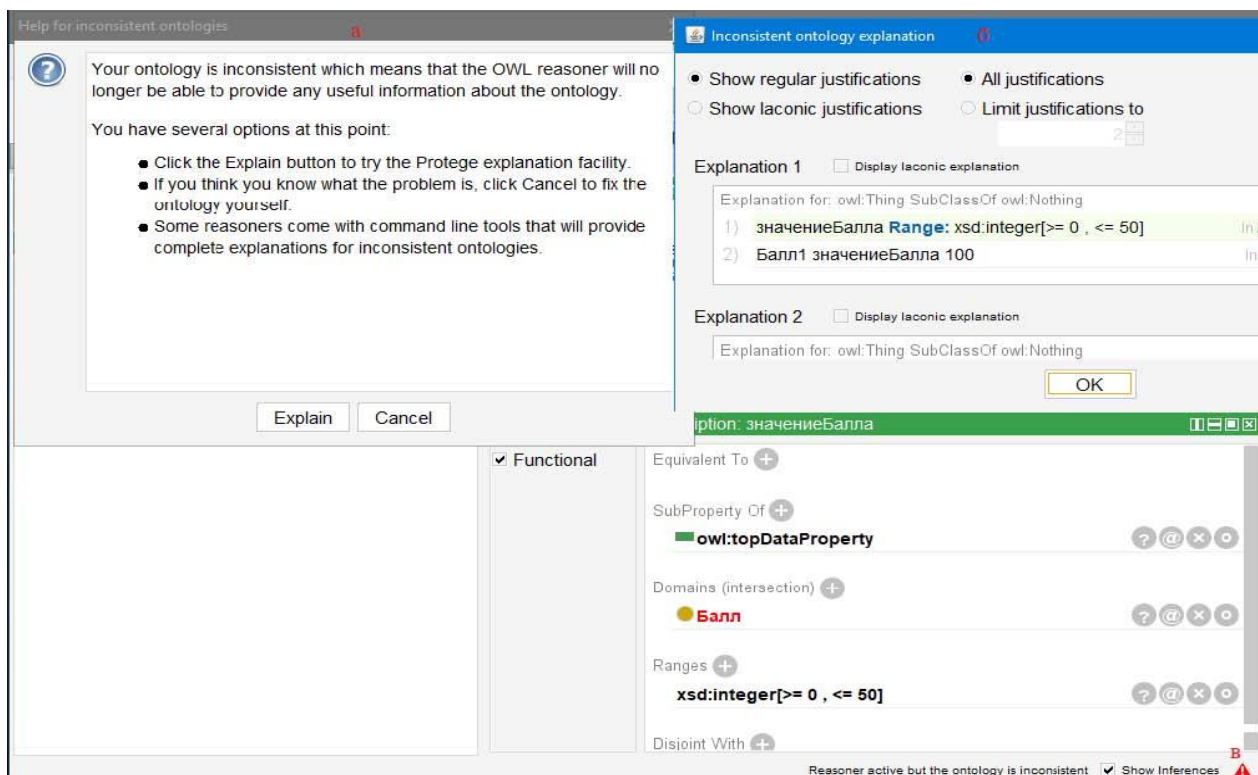 Help for inconsistent ontologies
а
Your ontology is inconsistent which means that the OWL reasoner will no
longer be able to provide any useful information about the ontology.
You have several options at this point:
Click the Explain button to try the Protege explanation facility.
If you think you know what the problem is, click Cancel to fix the
ontology yourself.
Some reasoners come with command line tools that will provide
complete explanations for inconsistent ontologies.
Explain Cancel
Inconsistent ontology explanation
б
Show regular justifications All justifications
Show laconic justifications Limit justifications to
2
Explanation 1 Display laconic explanation
Explanation for: owl:Thing SubClassOf owl:Nothing
1) значениеБалла Range: xsd:integer[>= 0 , <= 50] In
2) Балл1 значениеБалла 100 In
Explanation 2 Display laconic explanation
Explanation for: owl:Thing SubClassOf owl:Nothing
OK
iption: значениеБалла
Functional
Equivalent To
SubProperty Of
owl:topDataProperty
Domains (intersection)
Балл
Ranges
xsd:integer[>= 0 , <= 50]
Disjoint With
в
Reasoner active but the ontology is inconsistent Show Inferences